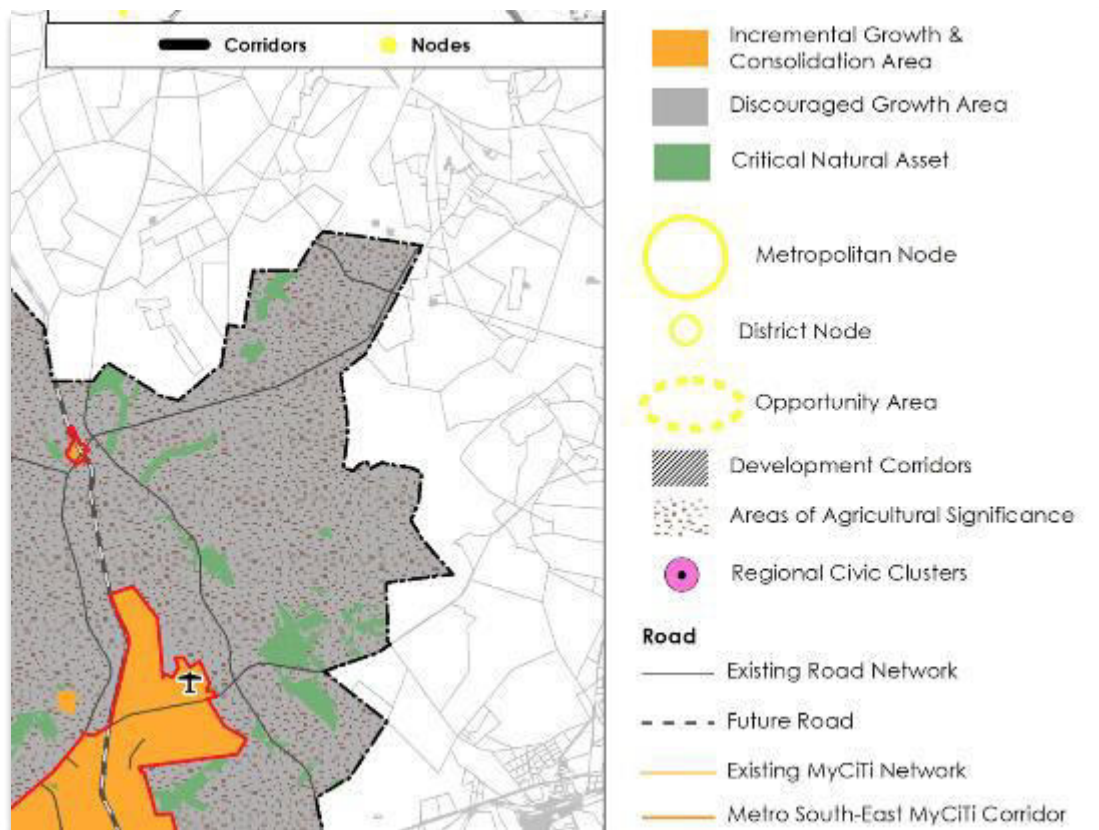 Corridors
Nodes
Incremental Growth &
Consolidation Area
Discouraged Growth Area
Critical Natural Asset
Metropolitan Node
District Node
Opportunity Area
Development Corridors
Areas of Agricultural Significance
Regional Civic Clusters
Road
Existing Road Network
Future Road
Existing MyCiTi Network
Metro South-East MyCiTi Corridor